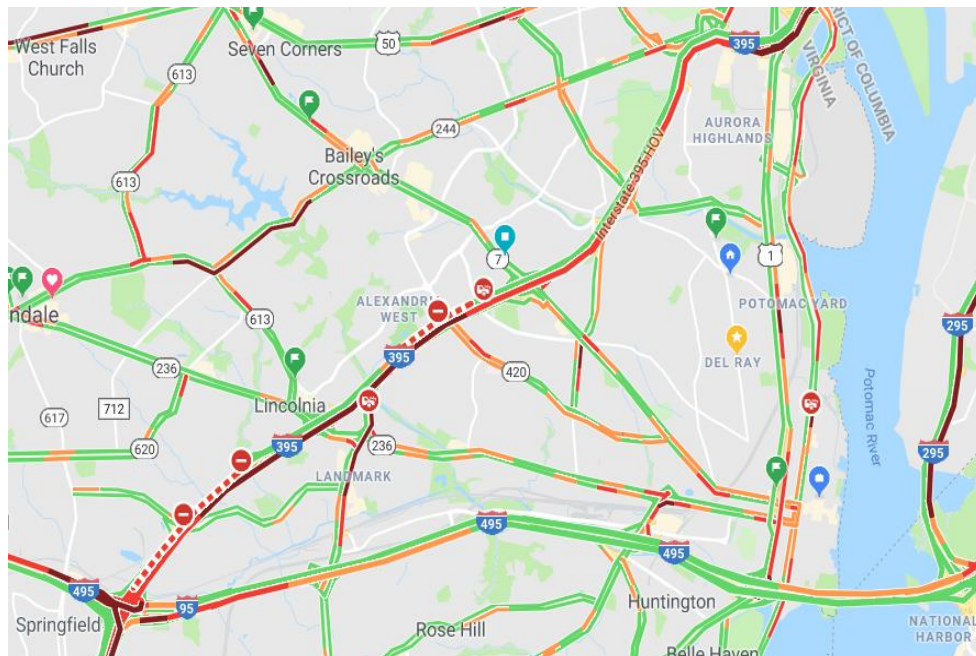 West Falls
Church
Seven Corners
50
395
DISTRICT OF COLUMBIA
VIRGINIA
613
244
AURORA
HIGHLANDS
Bailey's
Crossroads
613
Interstate 395 HOV
7
1
ALEXANDRIA
WEST
POTOMAC YARD
ndale
613
295
395
DEL RAY
236
420
Potomac River
712
Lincolnia
617
620
395
236
295
LANDMARK
495
495
495
95
Springfield
Huntington
Rose Hill
NATIONAL
HARBOR
Belle Haven